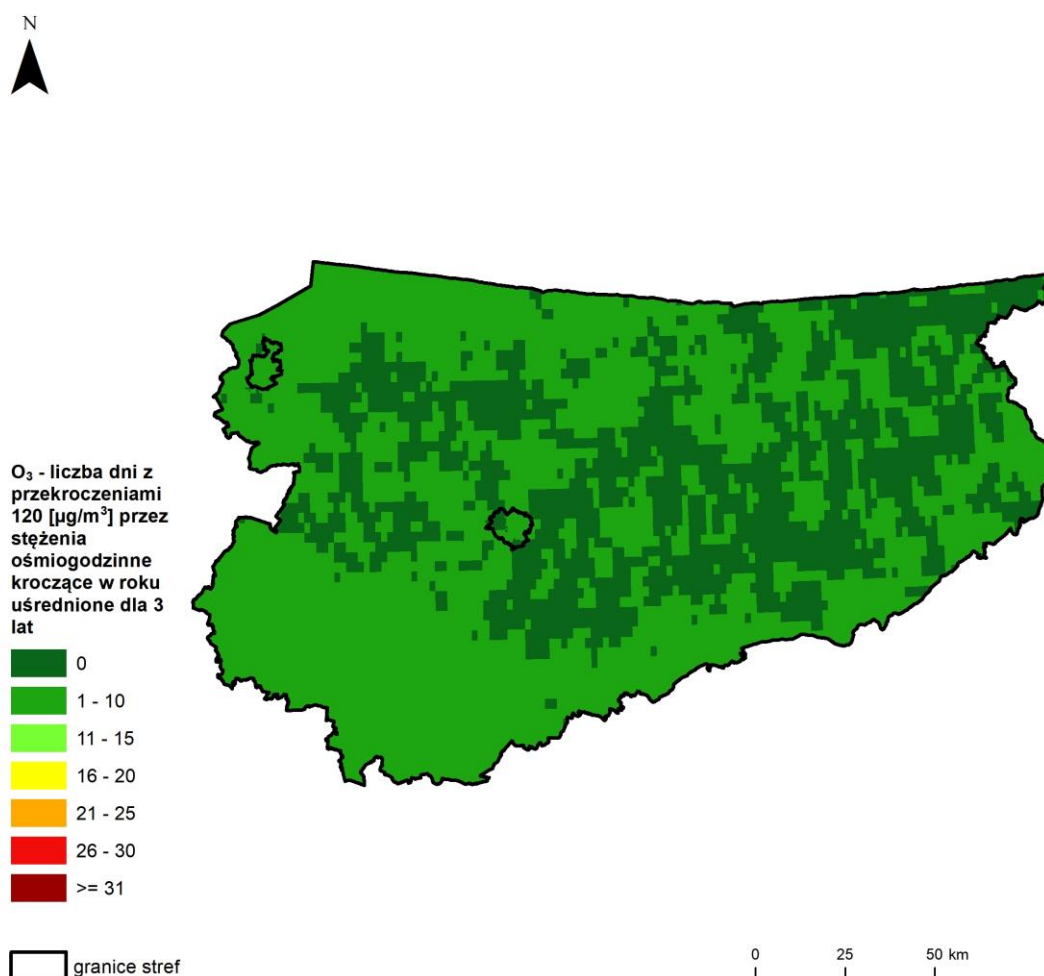 N
O₃ - liczba dni z
przekroczeniami
120 [µg/m³] przez
stężenia
ośmiogodzinne
kroczące w roku
uśrednione dla 3
lat
0
1 - 10
11 - 15
16 - 20
21 - 25
26 - 30
>= 31
granice stref
0 25 50 km